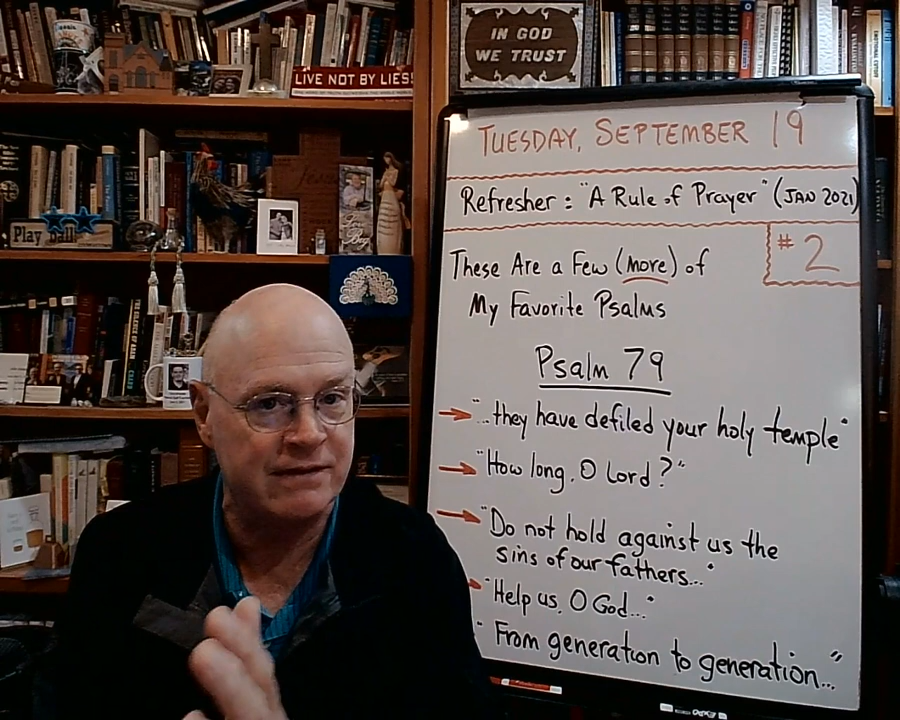 IN GOD
WE TRUST
LIVE NOT BY LIES!
Play ball
TUESDAY, SEPTEMBER 19
Refresher: "A Rule of Prayer" (JAN 2021)
#2
These Are a Few (more) of
My Favorite Psalms
Psalm 79
→ "...they have defiled your holy temple"
→ "How long, O Lord?"
→ "Do not hold against us the
sins of our fathers..."
→ "Help us, O God..."
" From generation to generation..."